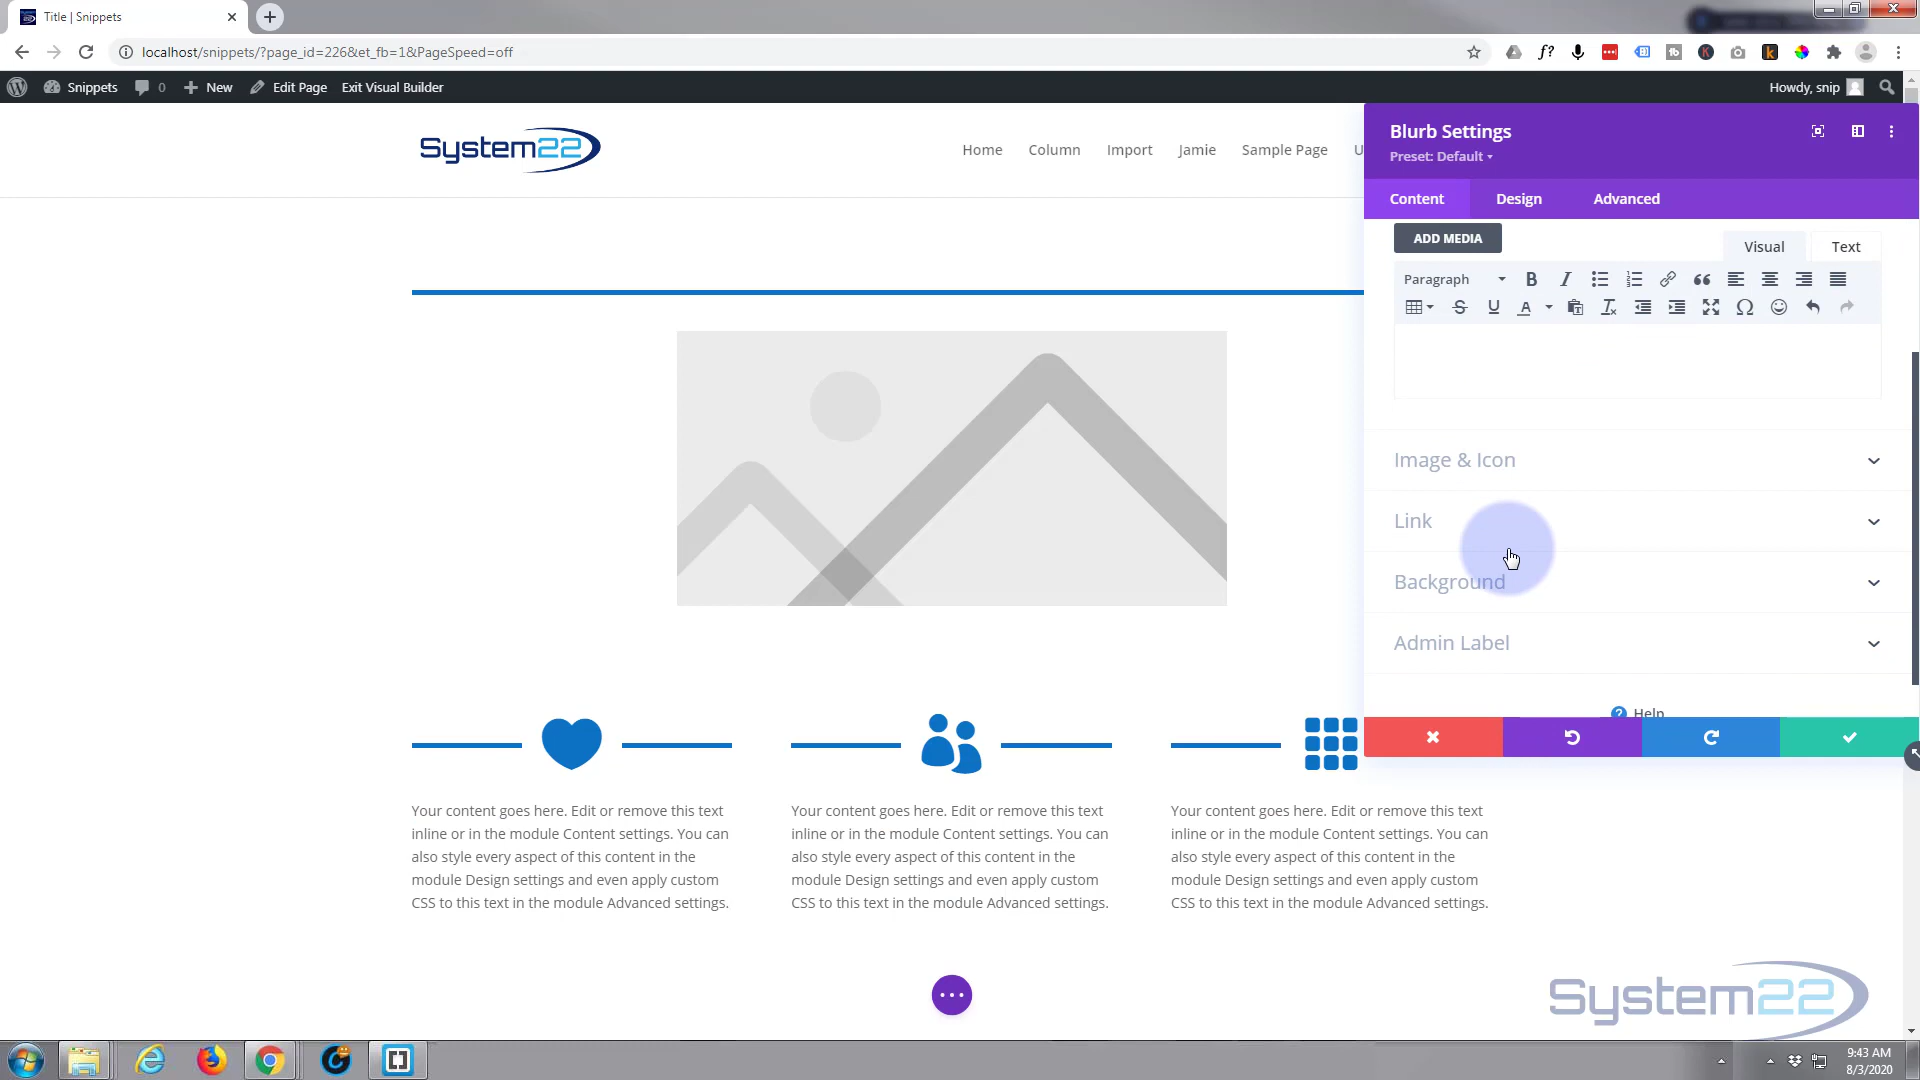 Title | Snippets
localhost/snippets/?page_id=226&et_fb=1&PageSpeed=off
Snippets 0 New Edit Page Exit Visual Builder Howdy, snip
System22
Home Column Import Jamie Sample Page U
Blurb Settings
Preset: Default
Content Design Advanced
ADD MEDIA
Visual Text
Paragraph
Image & Icon
Link
Background
Admin Label
Help
Your content goes here. Edit or remove this text
inline or in the module Content settings. You can
also style every aspect of this content in the
module Design settings and even apply custom
CSS to this text in the module Advanced settings.
Your content goes here. Edit or remove this text
inline or in the module Content settings. You can
also style every aspect of this content in the
module Design settings and even apply custom
CSS to this text in the module Advanced settings.
Your content goes here. Edit or remove this text
inline or in the module Content settings. You can
also style every aspect of this content in the
module Design settings and even apply custom
CSS to this text in the module Advanced settings.
System22
9:43 AM
8/3/2020